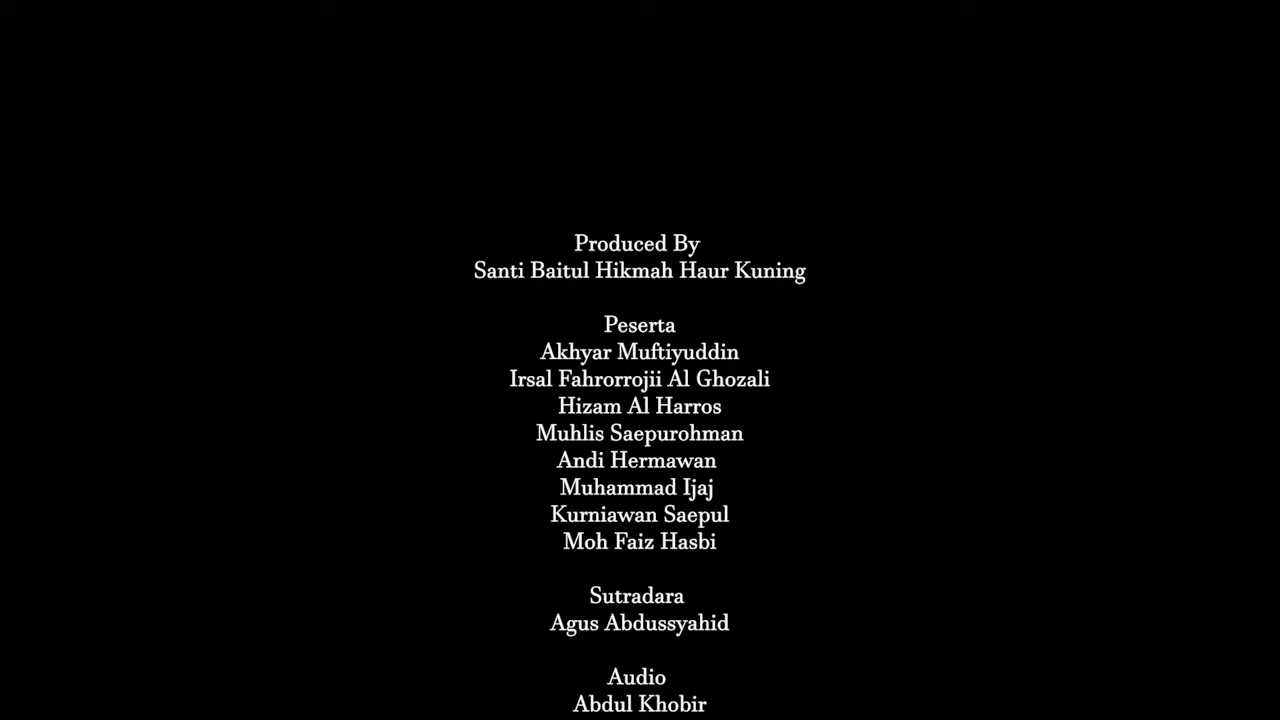 Produced By
Santi Baitul Hikmah Haur Kuning
Peserta
Akhyar Muftiyuddin
Irsal Fahrorrojii Al Ghozali
Hizam Al Harros
Muhlis Saepurohman
Andi Hermawan
Muhammad Ijaj
Kurniawan Saepul
Moh Faiz Hasbi
Sutradara
Agus Abdussyahid
Audio
Abdul Khobir